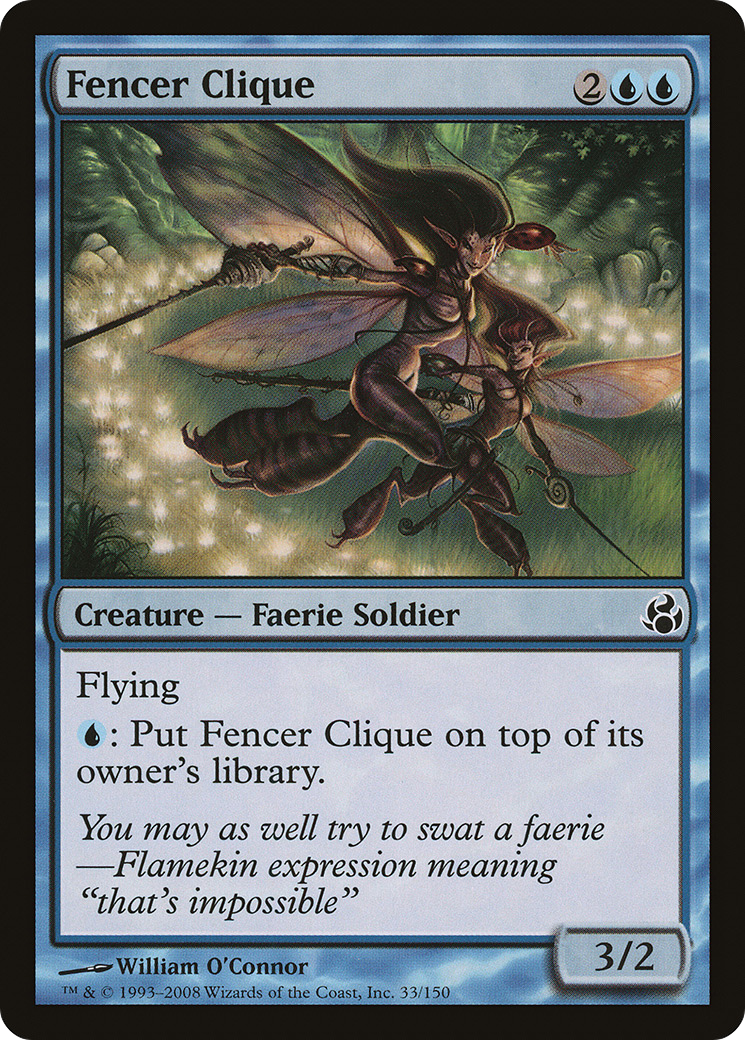 Fencer Clique 2
Creature — Faerie Soldier
Flying
: Put Fencer Clique on top of its
owner's library.
You may as well try to swat a faerie
—Flamekin expression meaning
“that's impossible”
3/2
William O'Connor
™ & © 1993–2008 Wizards of the Coast, Inc. 33/150